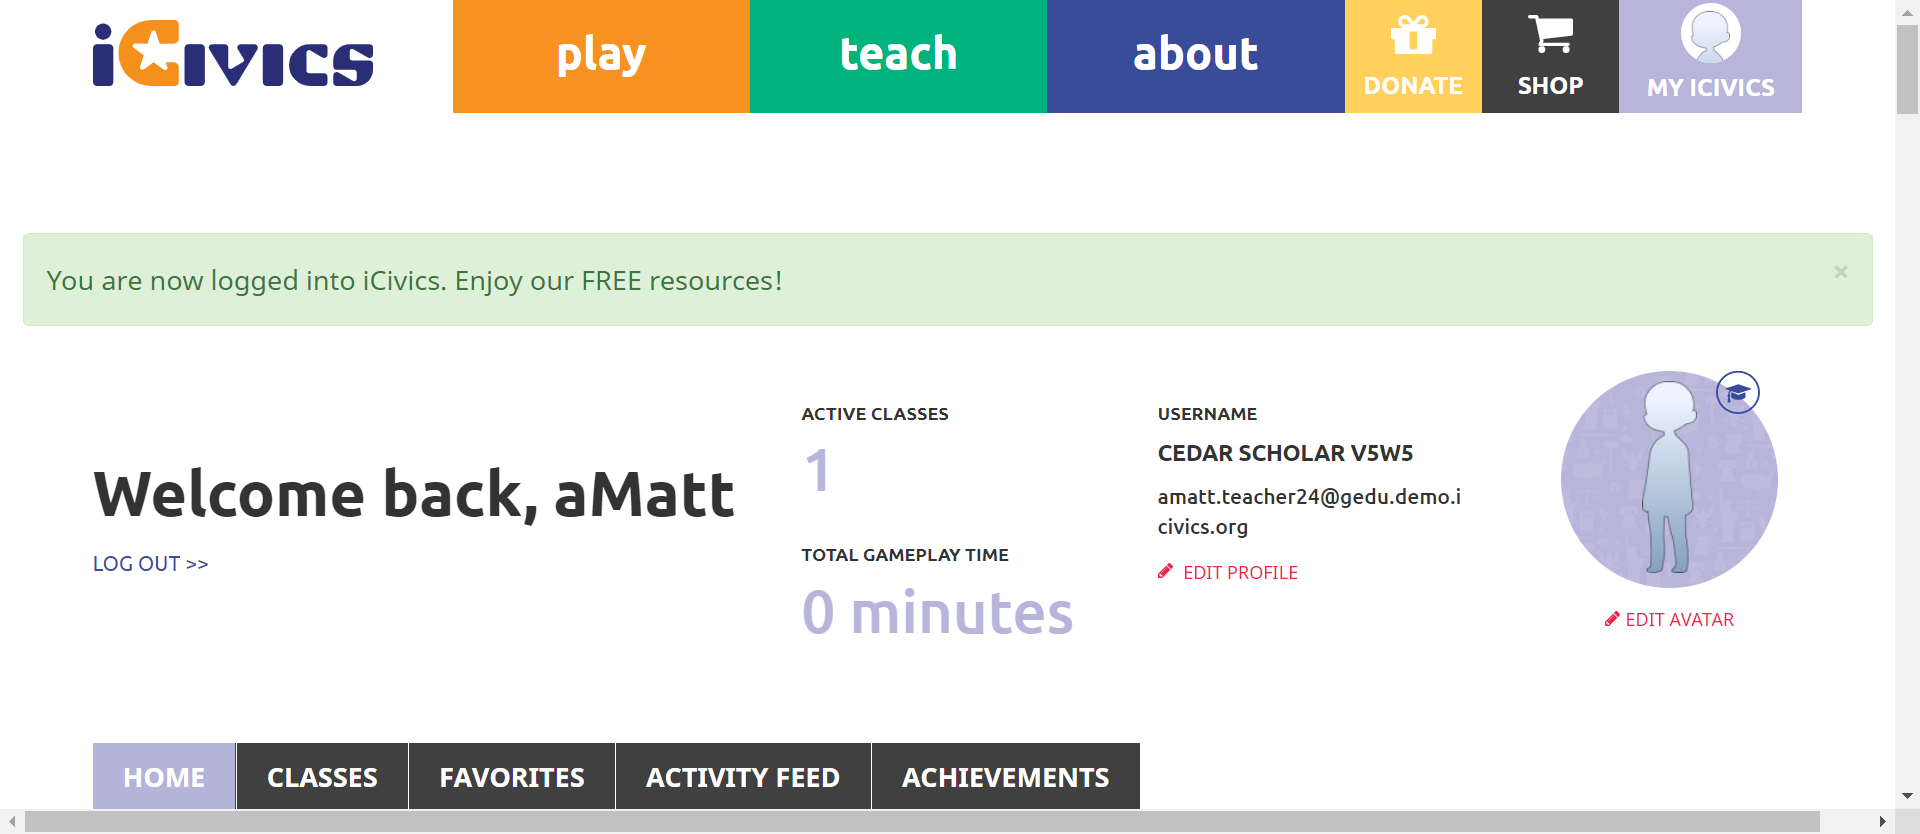 iCivics
play
teach
about
DONATE
SHOP
MY ICIVICS
You are now logged into iCivics. Enjoy our FREE resources!
×
Welcome back, aMatt
LOG OUT >>
ACTIVE CLASSES
1
TOTAL GAMEPLAY TIME
0 minutes
USERNAME
CEDAR SCHOLAR V5W5
amatt.teacher24@gedu.demo.i
civics.org
EDIT PROFILE
EDIT AVATAR
HOME
CLASSES
FAVORITES
ACTIVITY FEED
ACHIEVEMENTS